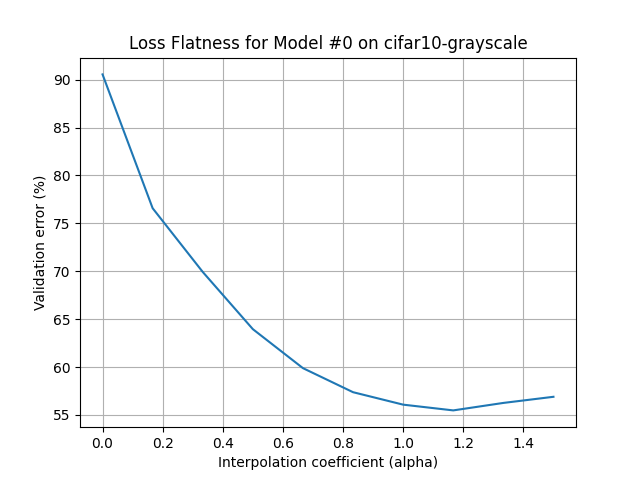 Loss Flatness for Model #0 on cifar10-grayscale
90
85
80
75
70
65
60
55
Validation error (%)
0.0 0.2 0.4 0.6 0.8 1.0 1.2 1.4
Interpolation coefficient (alpha)